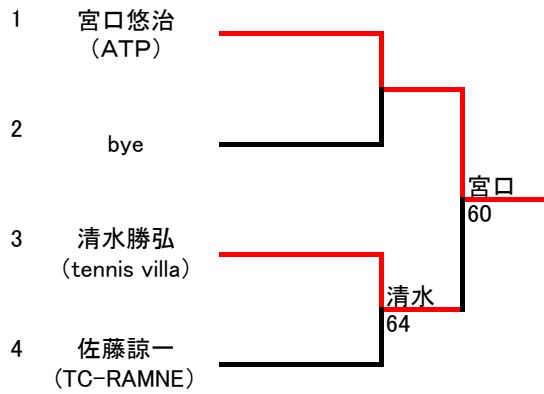 1 宮口悠治
（ATP）
2 bye
宮口
60
3 清水勝弘
（tennis villa）
清水
64
4 佐藤諒一
（TC-RAMNE）